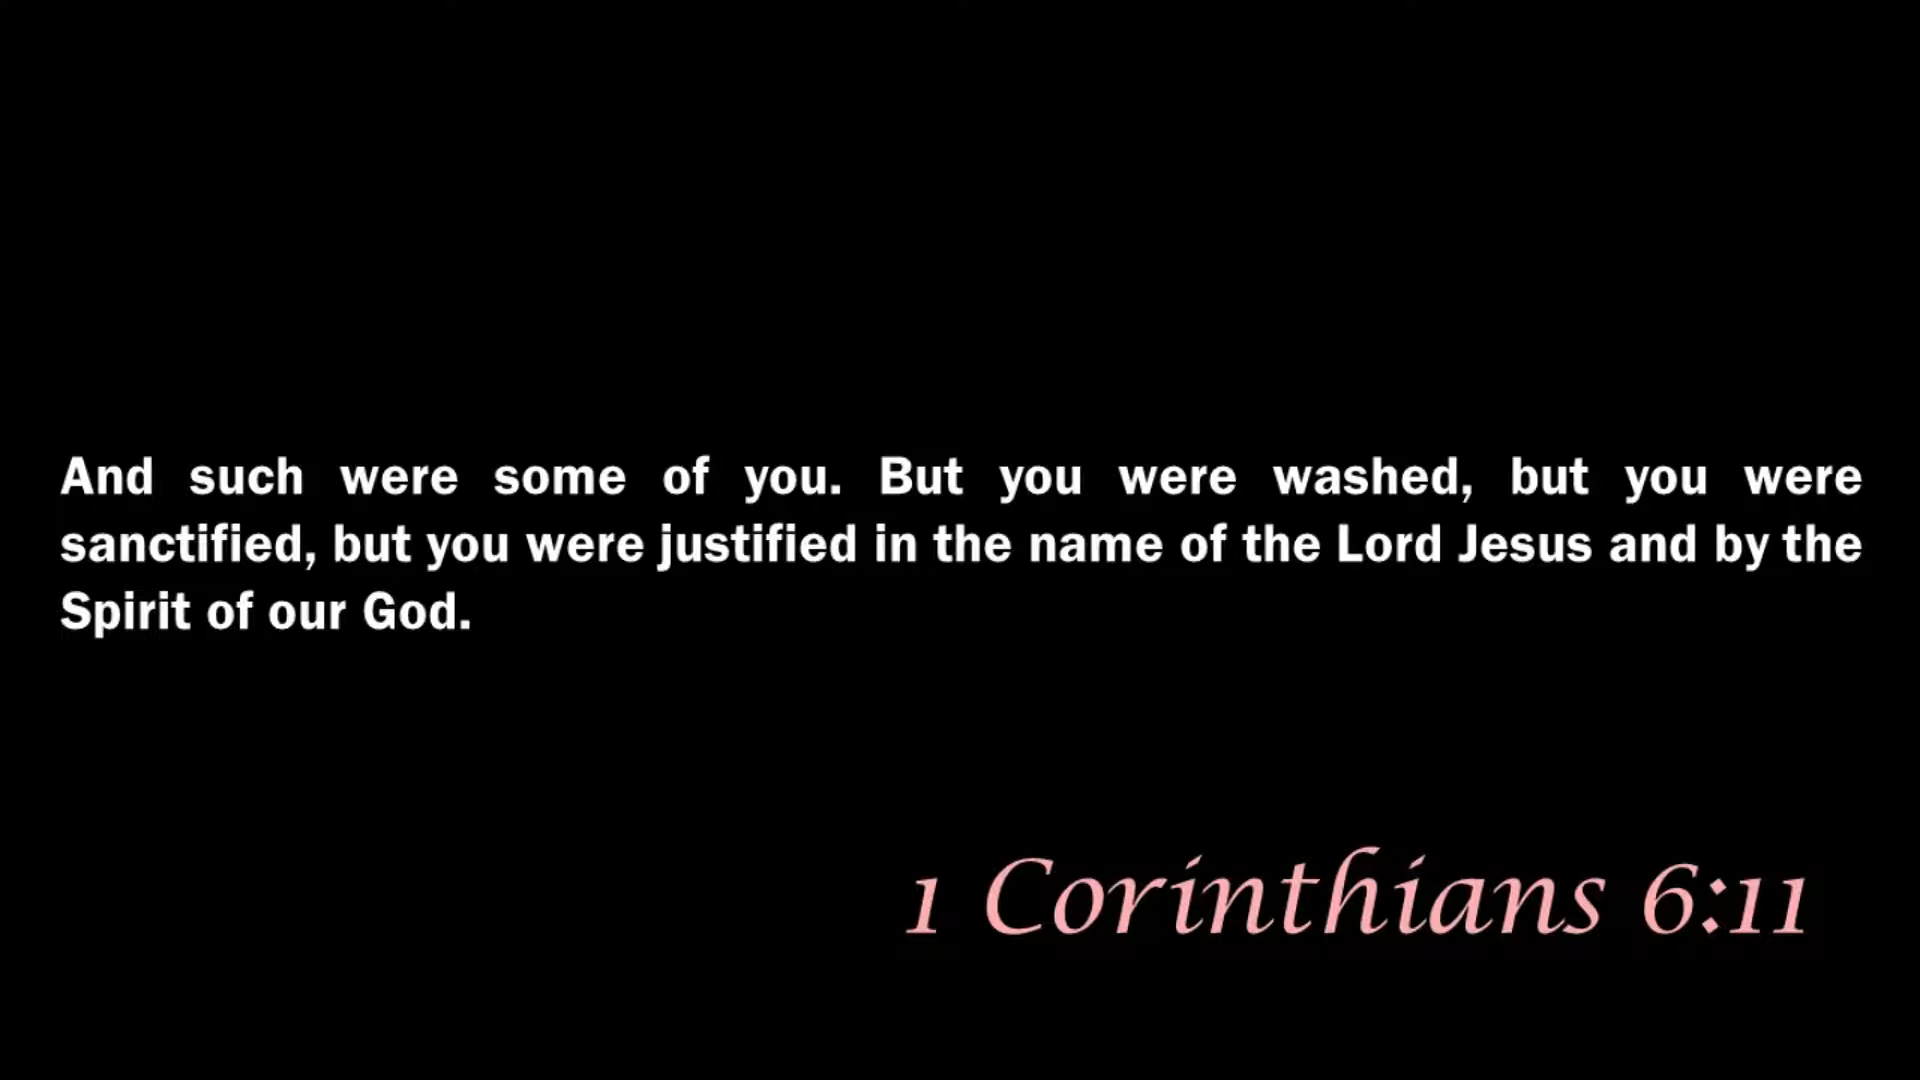 And such were some of you. But you were washed, but you were
sanctified, but you were justified in the name of the Lord Jesus and by the
Spirit of our God.
1 Corinthians 6:11